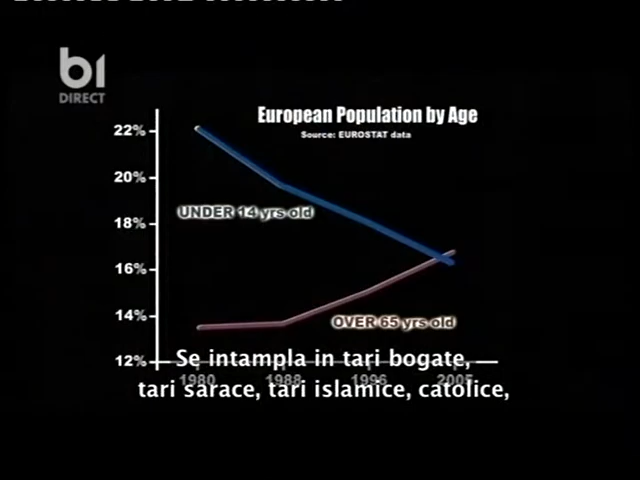 b1
DIRECT
European Population by Age
Source: EUROSTAT data
22%
20%
UNDER 14 yrs old
18%
16%
14%
OVER 65 yrs old
12%
Se intampla in tari bogate,
1980 1988 1996 2005
tari sarace, tari islamice, catolice,